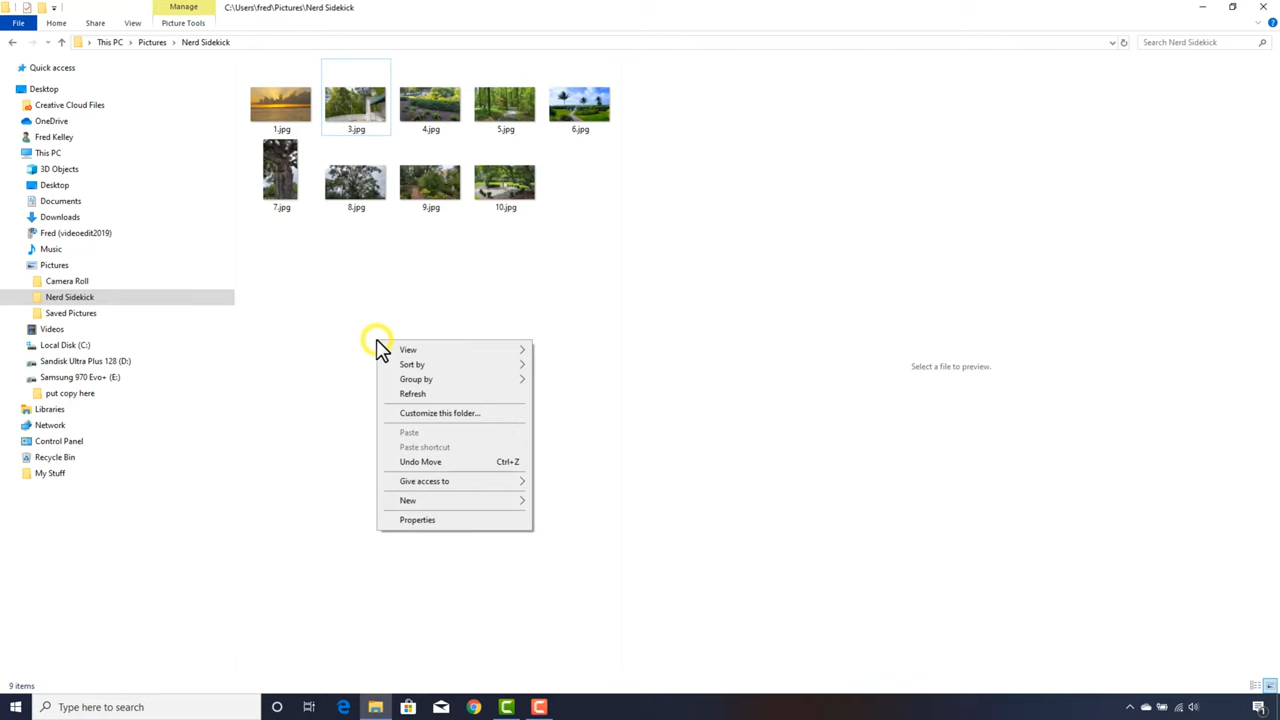 Manage
C:\Users\fred\Pictures\Nerd Sidekick
File
Home
Share
View
Picture Tools
This PC > Pictures > Nerd Sidekick
Search Nerd Sidekick
Quick access
Desktop
Creative Cloud Files
OneDrive
Fred Kelley
This PC
3D Objects
Desktop
Documents
Downloads
Fred (videoedit2019)
Music
Pictures
Camera Roll
Nerd Sidekick
Saved Pictures
Videos
Local Disk (C:)
Sandisk Ultra Plus 128 (D:)
Samsung 970 Evo+ (E:)
put copy here
Libraries
Network
Control Panel
Recycle Bin
My Stuff
1.jpg
3.jpg
4.jpg
5.jpg
6.jpg
7.jpg
8.jpg
9.jpg
10.jpg
View
Sort by
Group by
Refresh
Customize this folder...
Paste
Paste shortcut
Undo Move Ctrl+Z
Give access to
New
Properties
Select a file to preview.
9 items
Type here to search